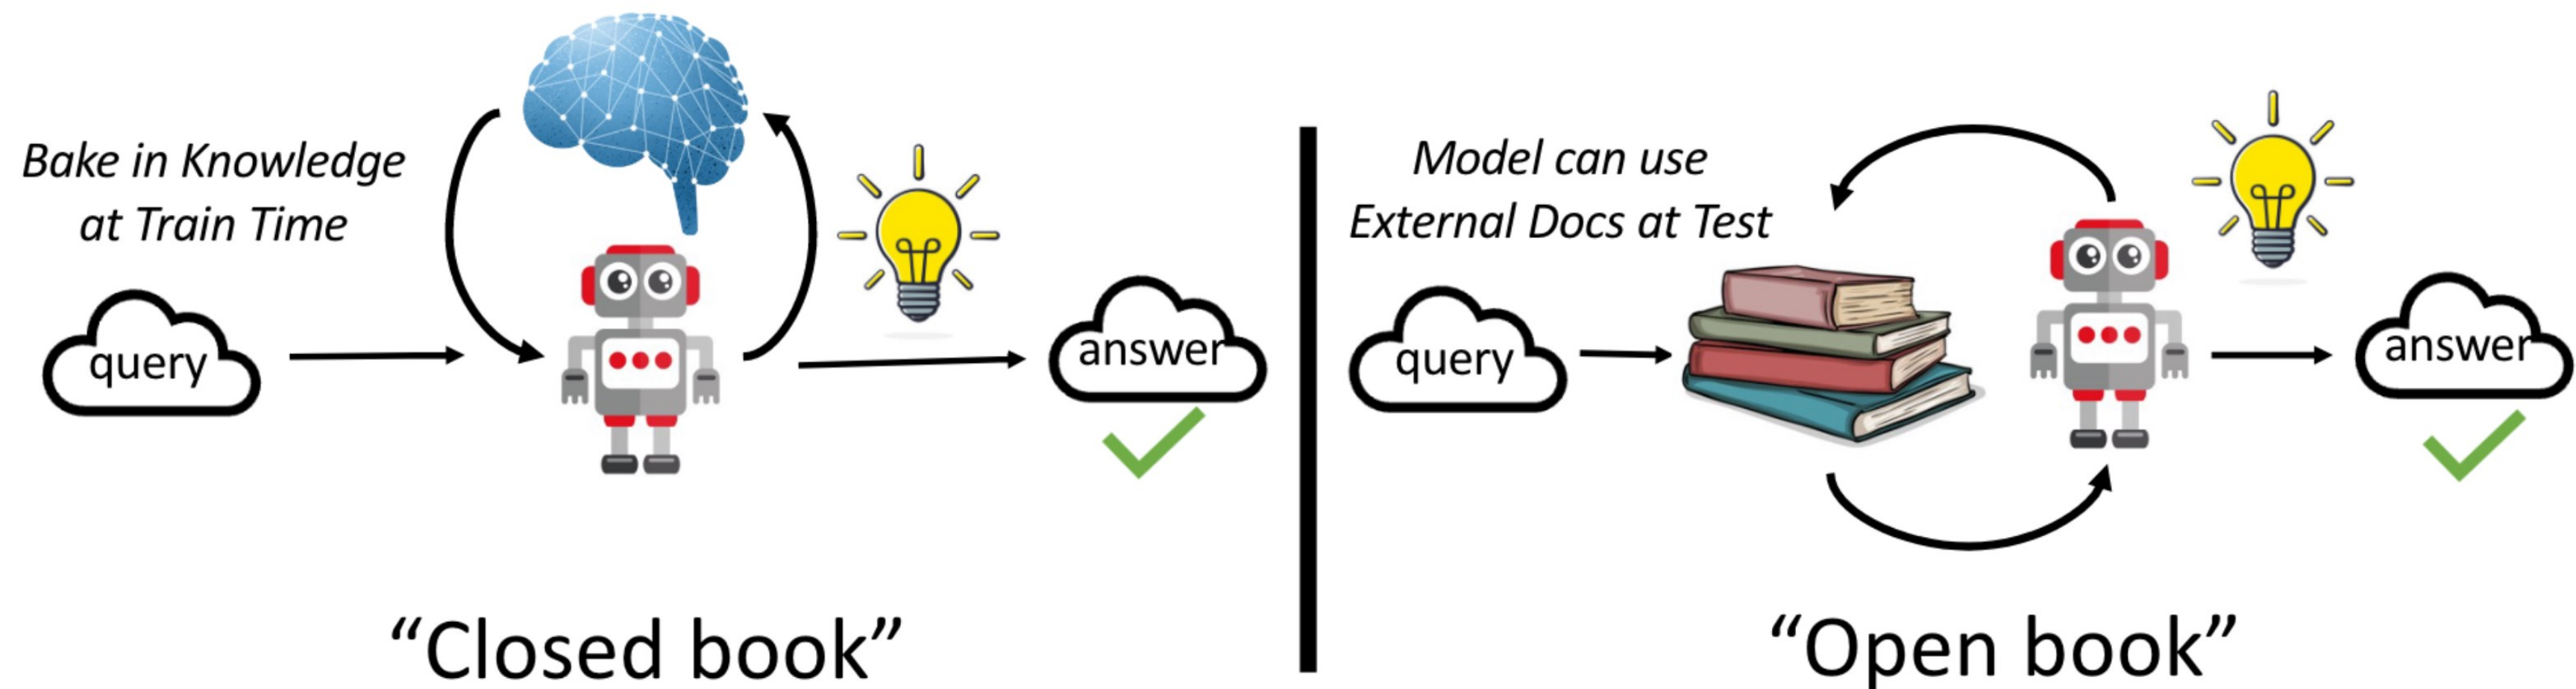 Bake in Knowledge
at Train Time
query
answer
“Closed book”
Model can use
External Docs at Test
query
answer
“Open book”